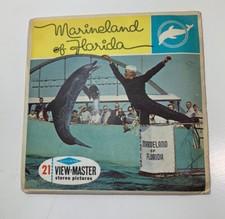 Marineland
of Florida
MARINELAND
OF
FLORIDA
21
VIEW-MASTER
stereo pictures